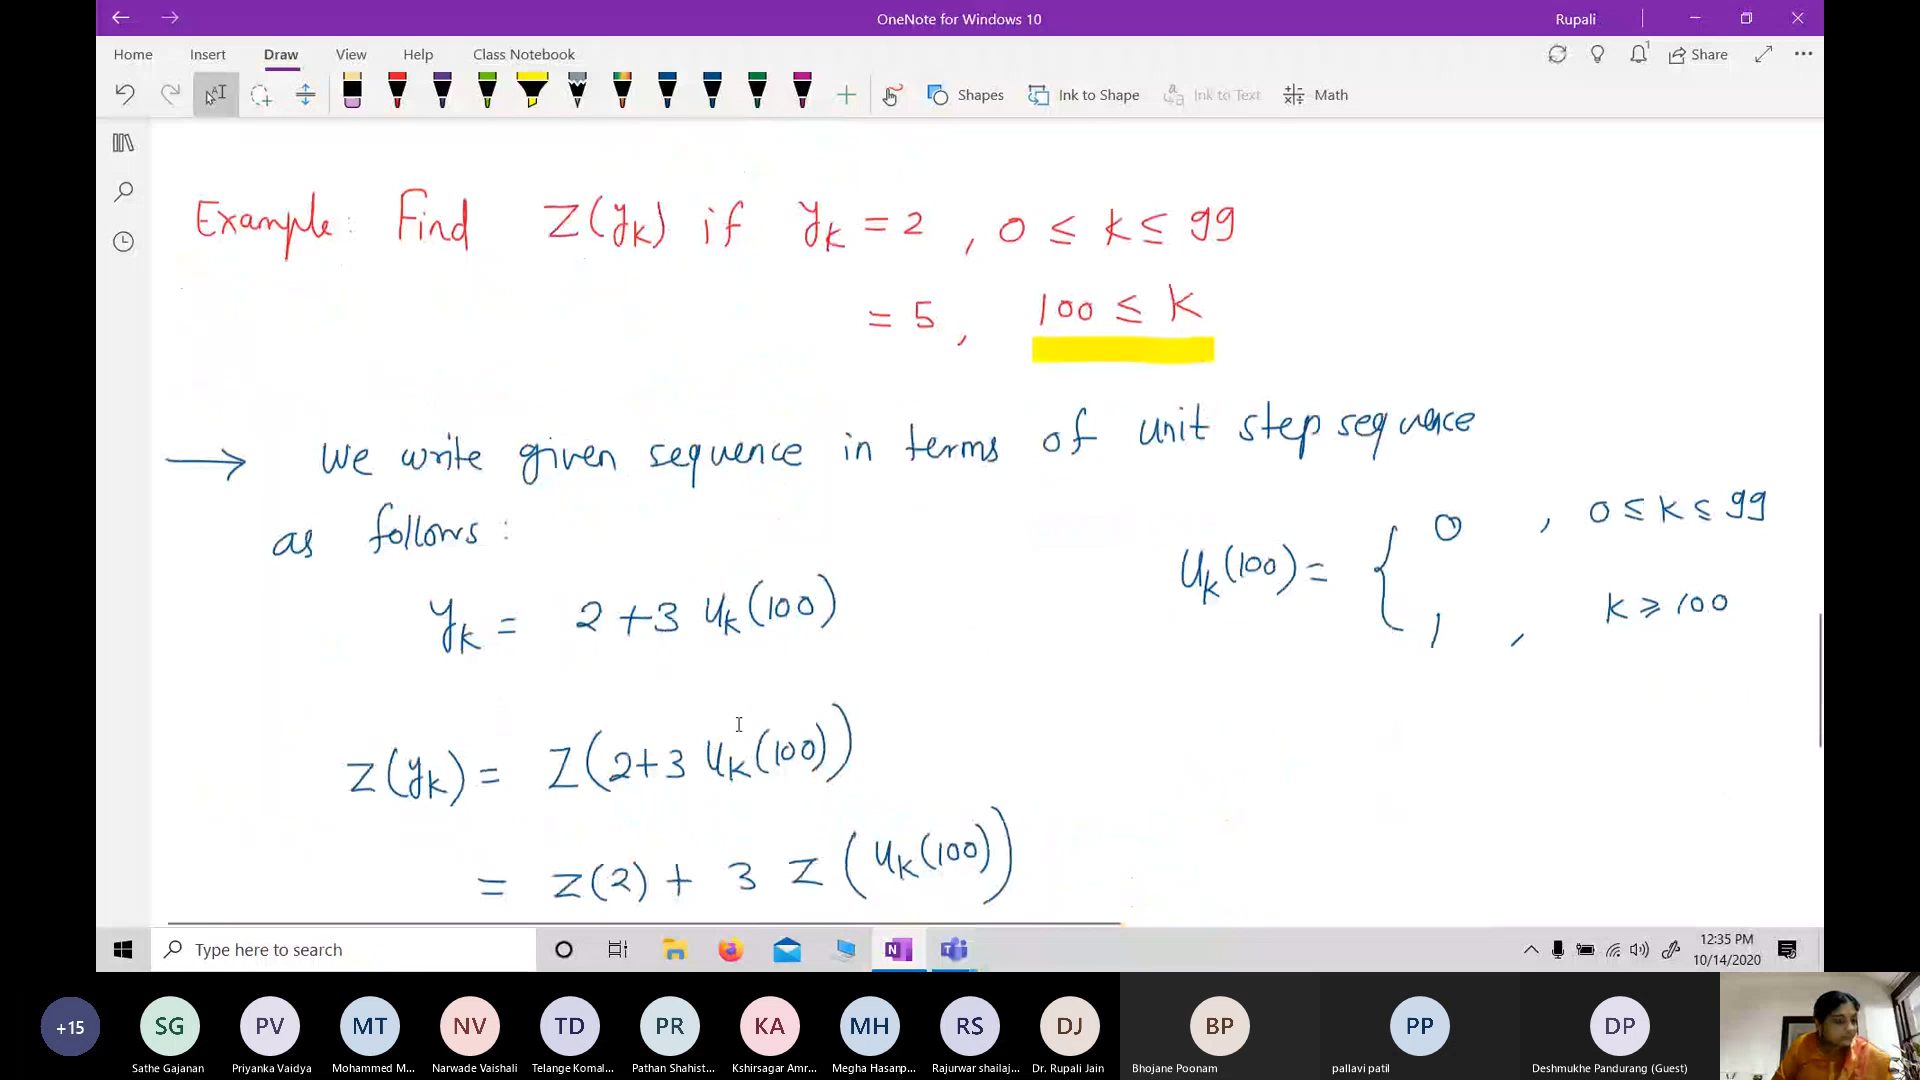 OneNote for Windows 10
Rupali
Home Insert Draw View Help Class Notebook
Share
Shapes Ink to Shape Ink to Text Math
Example: Find Z(yk) if yk = 2 , 0 ≤ k ≤ 99
= 5 , 100 ≤ k
→ We write given sequence in terms of unit step sequence
as follows:
uk(100) = { 0 , 0 ≤ k ≤ 99
1 , k ≥ 100
yk = 2 + 3 uk(100)
Z(yk) = Z(2+3 uk(100))
= Z(2) + 3 Z(uk(100))
Type here to search
12:35 PM
10/14/2020
+15 SG PV MT NV TD PR KA MH RS DJ BP PP DP
Sathe Gajanan Priyanka Vaidya Mohammed M... Narwade Vaishali Telange Komal... Pathan Shahist... Kshirsagar Amr... Megha Hasanp... Rajurwar shailaj... Dr. Rupali Jain Bhojane Poonam pallavi patil Deshmukhe Pandurang (Guest)